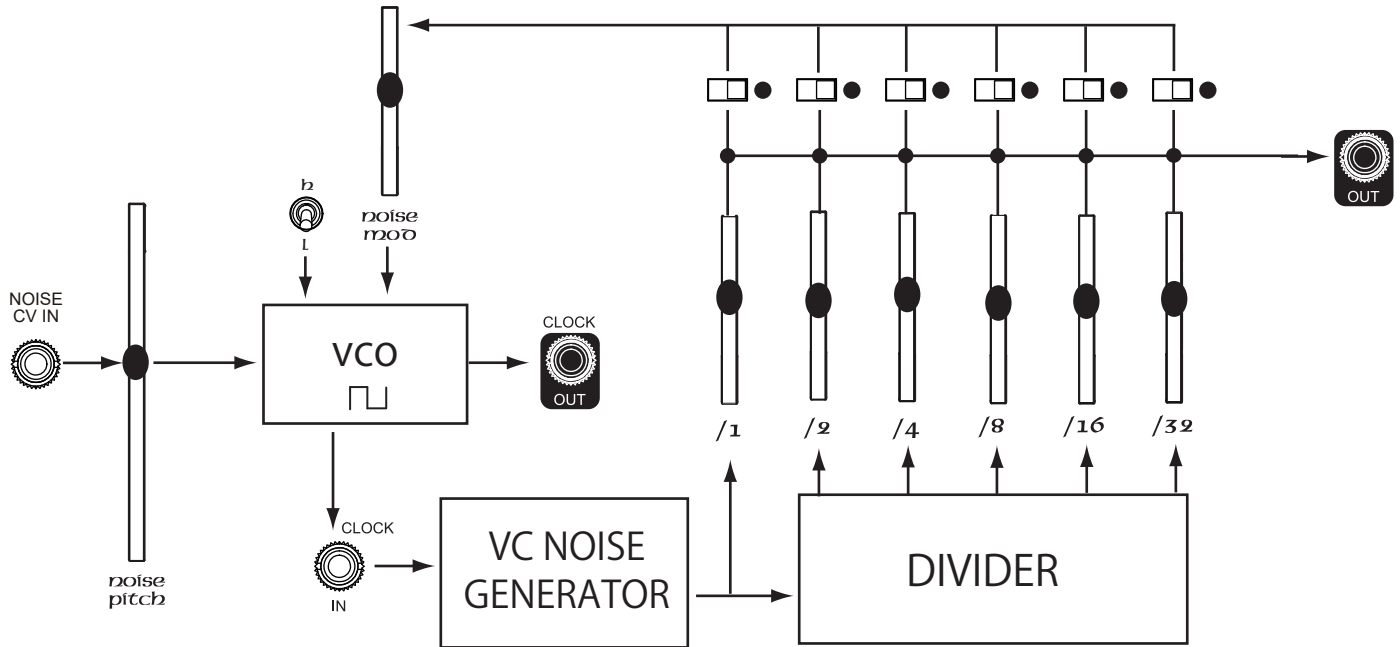 h
l
noise
mod
OUT
NOISE
CV IN
VCO
CLOCK
OUT
noise
pitch
CLOCK
IN
VC NOISE
GENERATOR
/1
/2
/4
/8
/16
/32
DIVIDER